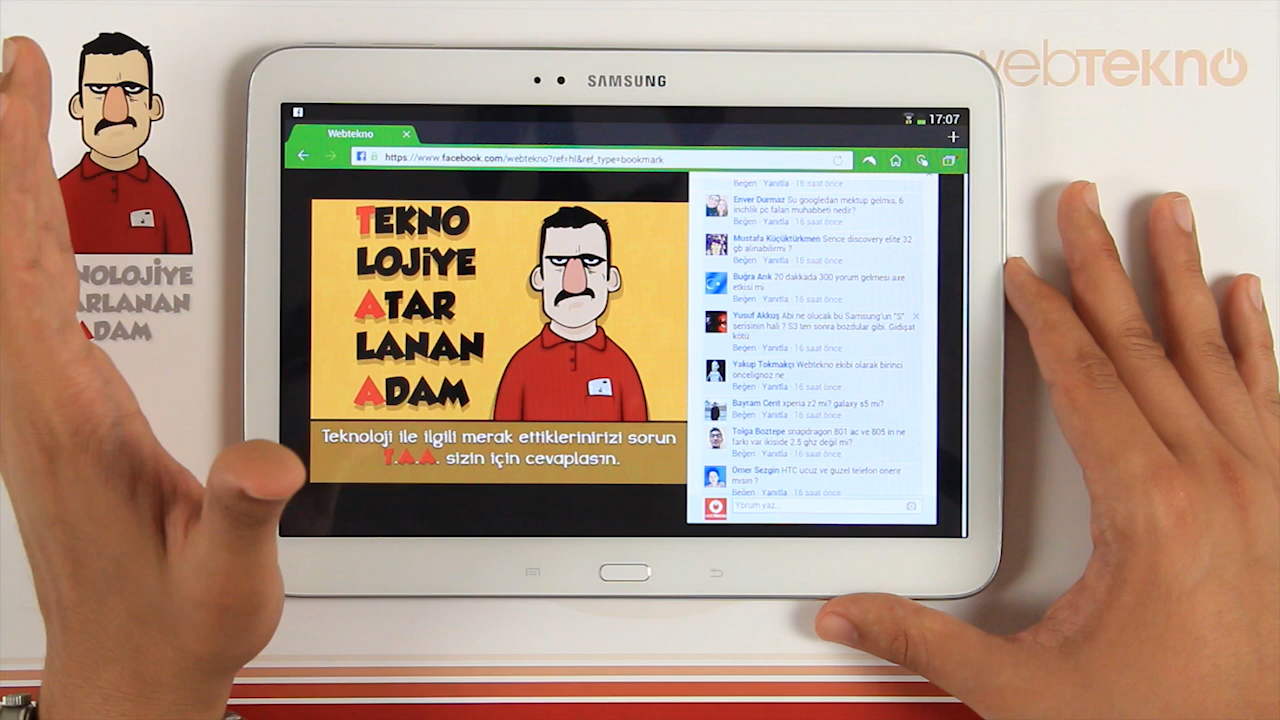 webTEKNO
SAMSUNG
17:07
Webtekno
https://www.facebook.com/webtekno?ref=hl&ref_type=bookmark
TEKNO
LOJiYE
ATAR
LANAN
ADAM
Teknoloji ile ilgili merak ettiklerinirizi sorun
T.A.A. sizin için cevaplasın.
Beğen · Yanıtla · 16 saat önce
Enver Durmaz Su googledan mektup gelmis, 6
inchlik pc falan muhabbeti nedir?
Beğen · Yanıtla · 16 saat önce
Mustafa Küçüktürkmen Sence discovery elite 32
gb alinabilirmi ?
Beğen · Yanıtla · 16 saat önce
Buğra Arık 20 dakkada 300 yorum gelmesi axe
etkisi mi
Beğen · Yanıtla · 16 saat önce
Yusuf Akkuş Abi ne olucak bu Samsung'un "S"
serisinin hali ? S3 ten sonra bozdular gibi. Gidişat
kötü.
Beğen · Yanıtla · 16 saat önce
Yakup Tokmakçı Webtekno ekibi olarak birinci
oncelignoz ne
Beğen · Yanıtla · 16 saat önce
Bayram Cerit xperia z2 mi? galaxy s5 mi?
Beğen · Yanıtla · 16 saat önce
Tolga Boztepe snapdragon 801 ac ve 805 in ne
farkı var ikiside 2.5 ghz değil mi?
Beğen · Yanıtla · 16 saat önce
Ömer Sezgin HTC ucuz ve guzel telefon onerir
misin ?
Beğen · Yanıtla · 16 saat önce
Yorum yaz...
NOLOJİYE
ARLANAN
ADAM